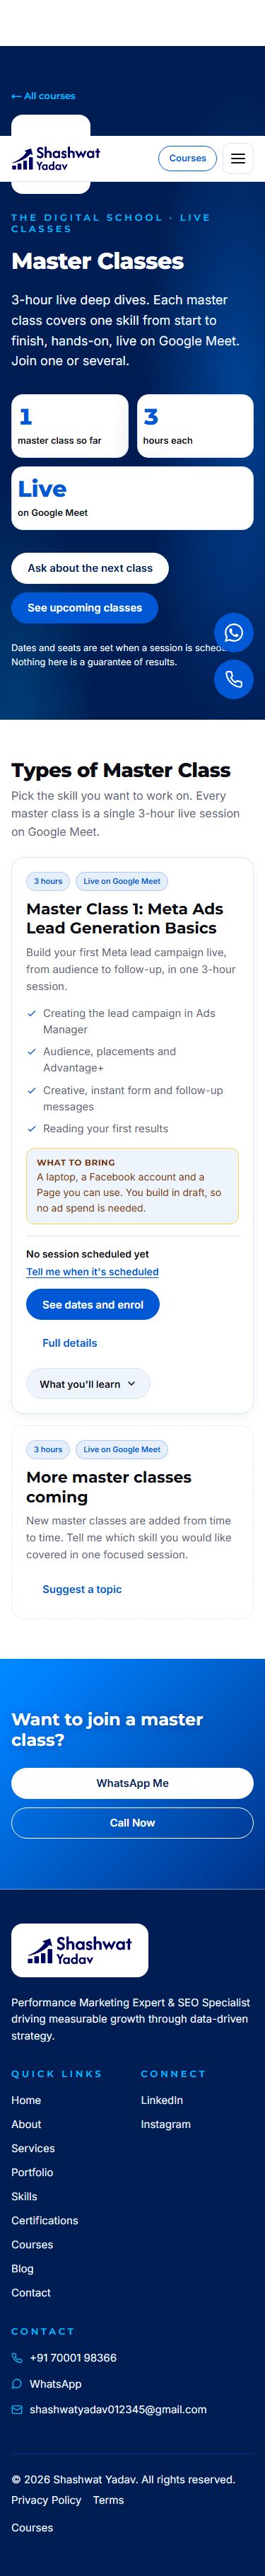 ← All courses
Shashwat
Yadav
Courses
THE DIGITAL SCHOOL · LIVE
CLASSES
Master Classes
3-hour live deep dives. Each master
class covers one skill from start to
finish, hands-on, live on Google Meet.
Join one or several.
1
master class so far
3
hours each
Live
on Google Meet
Ask about the next class
See upcoming classes
Dates and seats are set when a session is
Nothing here is a guarantee of results.
Types of Master Class
Pick the skill you want to work on. Every
master class is a single 3-hour live session
on Google Meet.
3 hours
Live on Google Meet
Master Class 1: Meta Ads
Lead Generation Basics
Build your first Meta lead campaign live,
from audience to follow-up, in one 3-hour
session.
Creating the lead campaign in Ads
Manager
Audience, placements and
Advantage+
Creative, instant form and follow-up
messages
Reading your first results
WHAT TO BRING
A laptop, a Facebook account and a
Page you can use. You build in draft, so
no ad spend is needed.
No session scheduled yet
Tell me when it's scheduled
See dates and enrol
Full details
What you'll learn
3 hours
Live on Google Meet
More master classes
coming
New master classes are added from time
to time. Tell me which skill you would like
covered in one focused session.
Suggest a topic
Want to join a master
class?
WhatsApp Me
Call Now
Shashwat
Yadav
Performance Marketing Expert & SEO Specialist
driving measurable growth through data-driven
strategy.
QUICK LINKS
Home
About
Services
Portfolio
Skills
Certifications
Courses
Blog
Contact
CONNECT
LinkedIn
Instagram
CONTACT
+91 70001 98366
WhatsApp
shashwatyadav012345@gmail.com
© 2026 Shashwat Yadav. All rights reserved.
Privacy Policy Terms
Courses